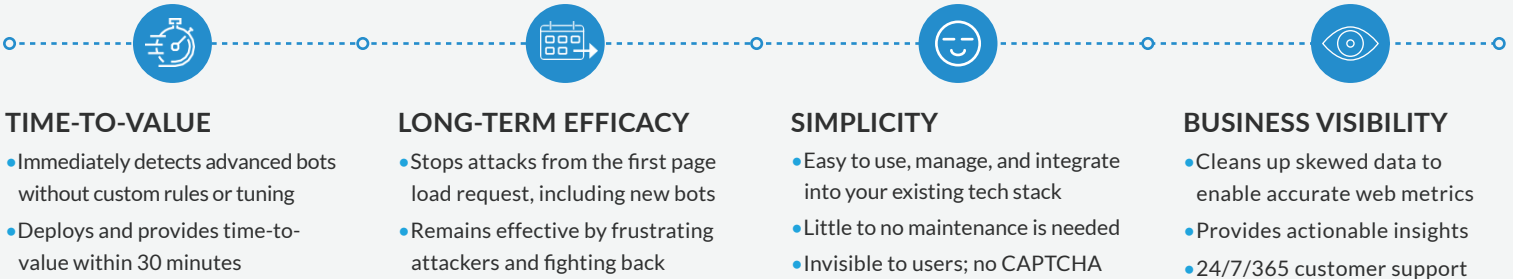 TIME-TO-VALUE
•Immediately detects advanced bots
without custom rules or tuning
•Deploys and provides time-to-
value within 30 minutes
LONG-TERM EFFICACY
•Stops attacks from the first page
load request, including new bots
•Remains effective by frustrating
attackers and fighting back
SIMPLICITY
•Easy to use, manage, and integrate
into your existing tech stack
•Little to no maintenance is needed
•Invisible to users; no CAPTCHA
BUSINESS VISIBILITY
•Cleans up skewed data to
enable accurate web metrics
•Provides actionable insights
•24/7/365 customer support